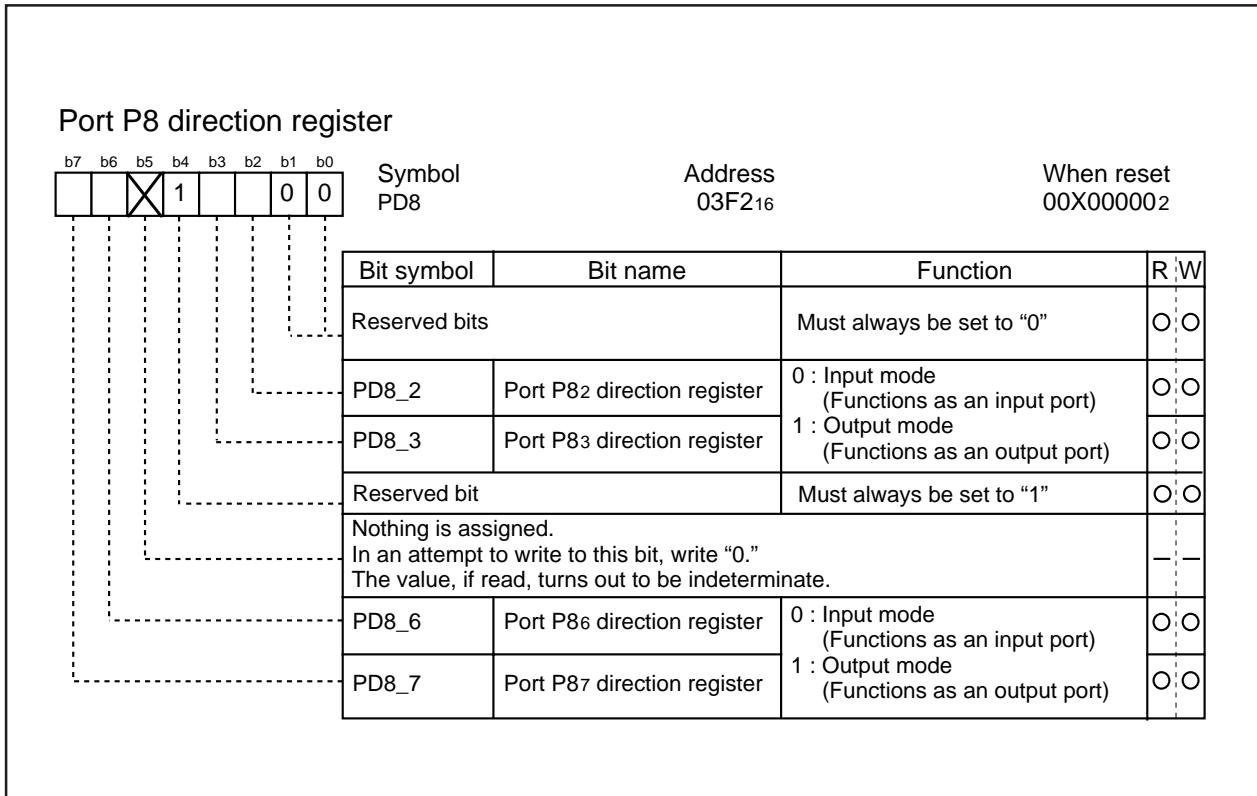 Port P8 direction register
b7 b6 b5 b4 b3 b2 b1 b0
1 0 0
Symbol Address When reset
PD8 03F216 00X000002
Bit symbol Bit name Function R W
Reserved bits Must always be set to “0”
PD8_2 Port P82 direction register 0 : Input mode
(Functions as an input port)
PD8_3 Port P83 direction register 1 : Output mode
(Functions as an output port)
Reserved bit Must always be set to “1”
Nothing is assigned.
In an attempt to write to this bit, write “0.”
The value, if read, turns out to be indeterminate.
PD8_6 Port P86 direction register 0 : Input mode
(Functions as an input port)
PD8_7 Port P87 direction register 1 : Output mode
(Functions as an output port)